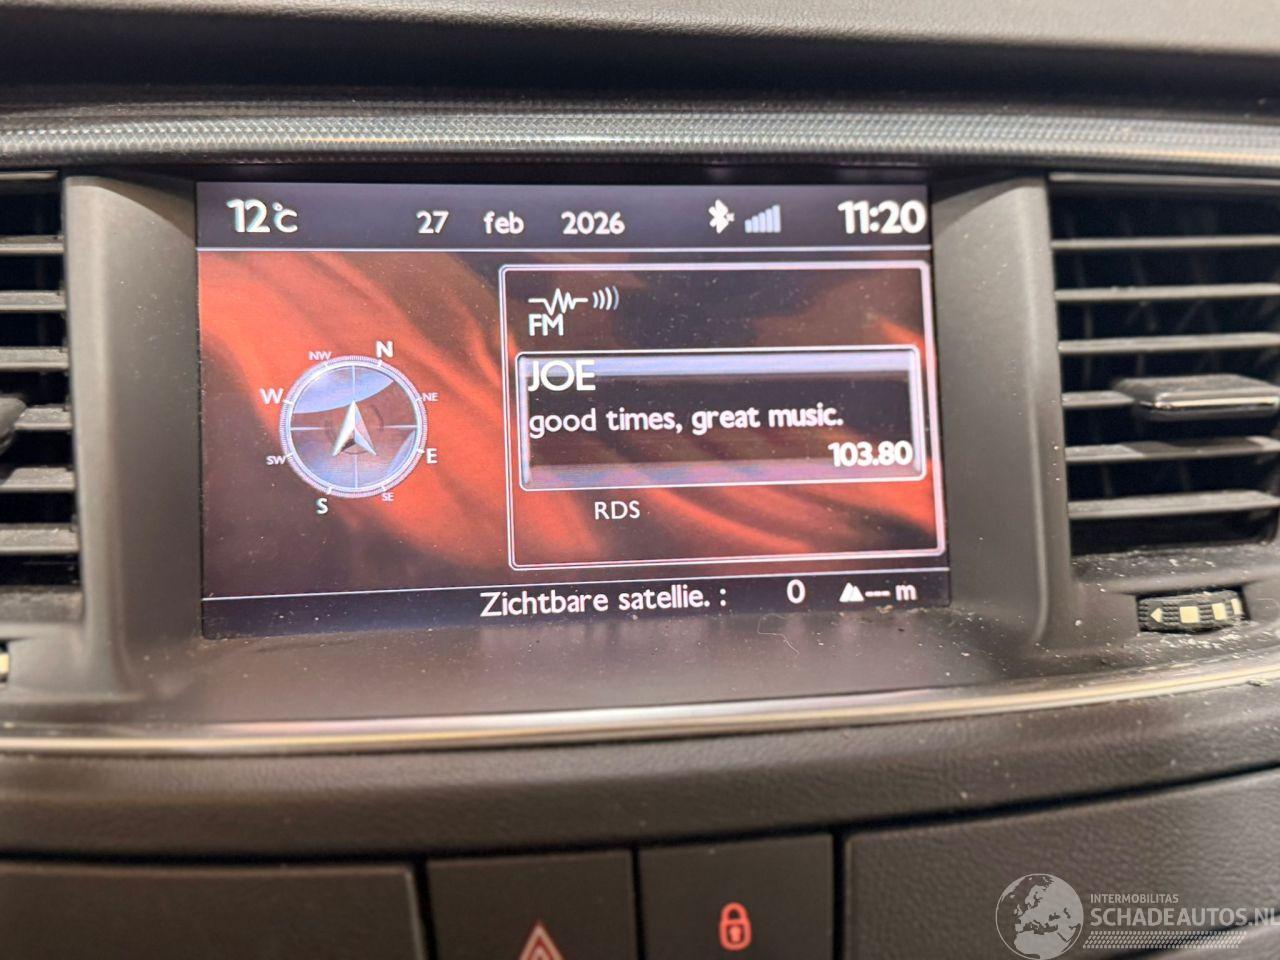 12°C 27 feb 2026 11:20
FM
JOE
good times, great music.
103.80
RDS
N
NW
NE
W
E
SW
SE
S
Zichtbare satellie. : 0 --- m
INTERMOBILITAS
SCHADEAUTOS.NL